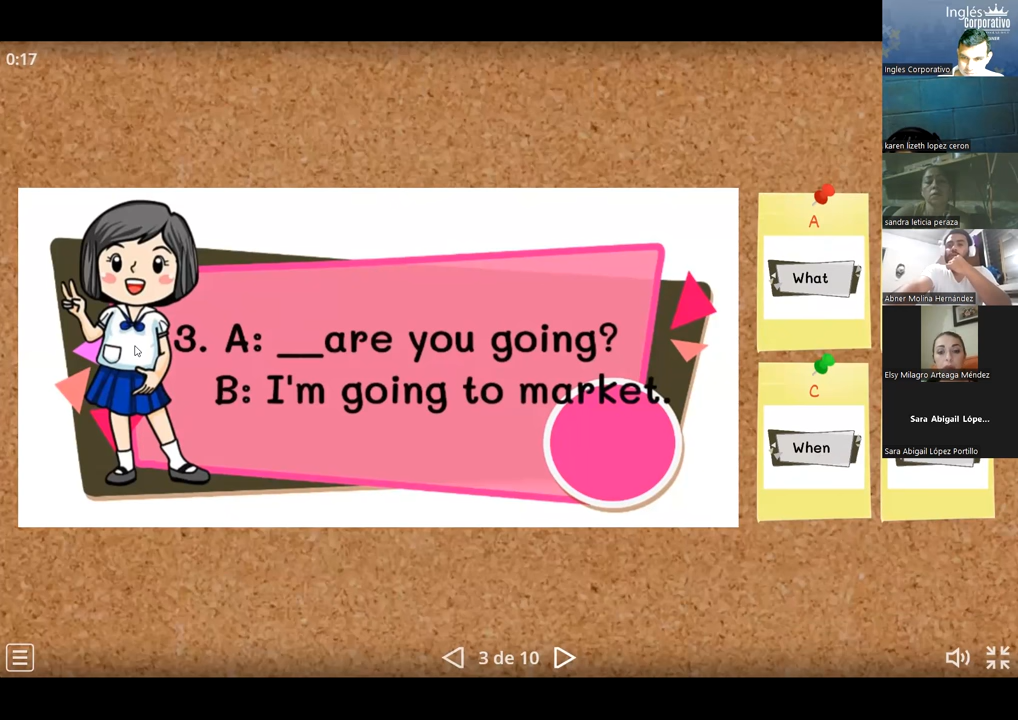 0:17
3. A: __are you going?
B: I'm going to market.
A
What
C
When
3 de 10
Inglés
Corporativo
Ingles Corporativo
karen lizeth lopez ceron
sandra leticia peraza
Abner Molina Hernández
Elsy Milagro Arteaga Méndez
Sara Abigail Lópe...
Sara Abigail López Portillo